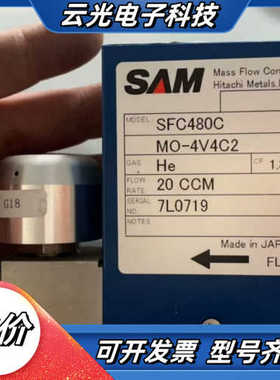 云光电子科技
SAM
Mass Flow Con
Hitachi Metals,
MODEL
SFC480C
MO-4V4C2
GAS
He
CF
1.
FLOW
RATE
20 CCM
SERIAL
NO
7L0719
NOTES
Made in JAP
FL
G18
价
可开发票 型号齐